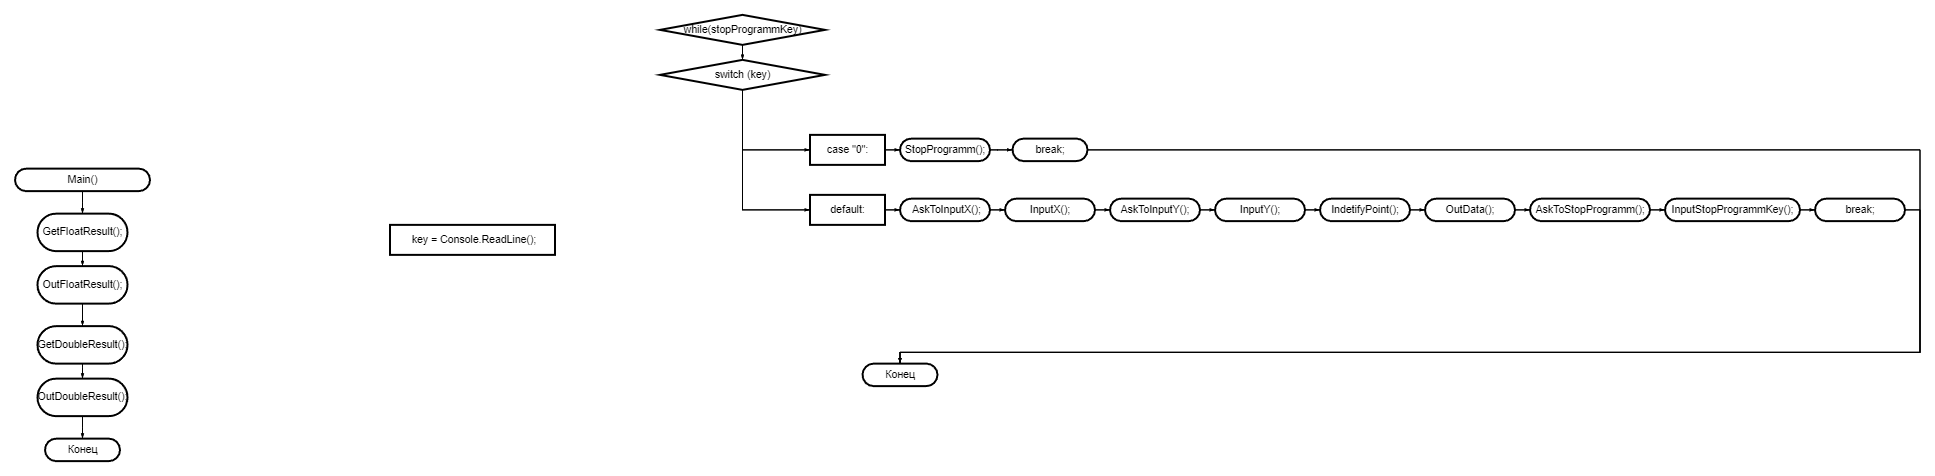 while(stopProgrammKey)
switch (key)
case "0":
StopProgramm();
break;
default:
AskToInputX();
InputX();
AskToInputY();
InputY();
IndetifyPoint();
OutData();
AskToStopProgramm();
InputStopProgrammKey();
break;
Конец
key = Console.ReadLine();
Main()
GetFloatResult();
OutFloatResult();
GetDoubleResult();
OutDoubleResult();
Конец